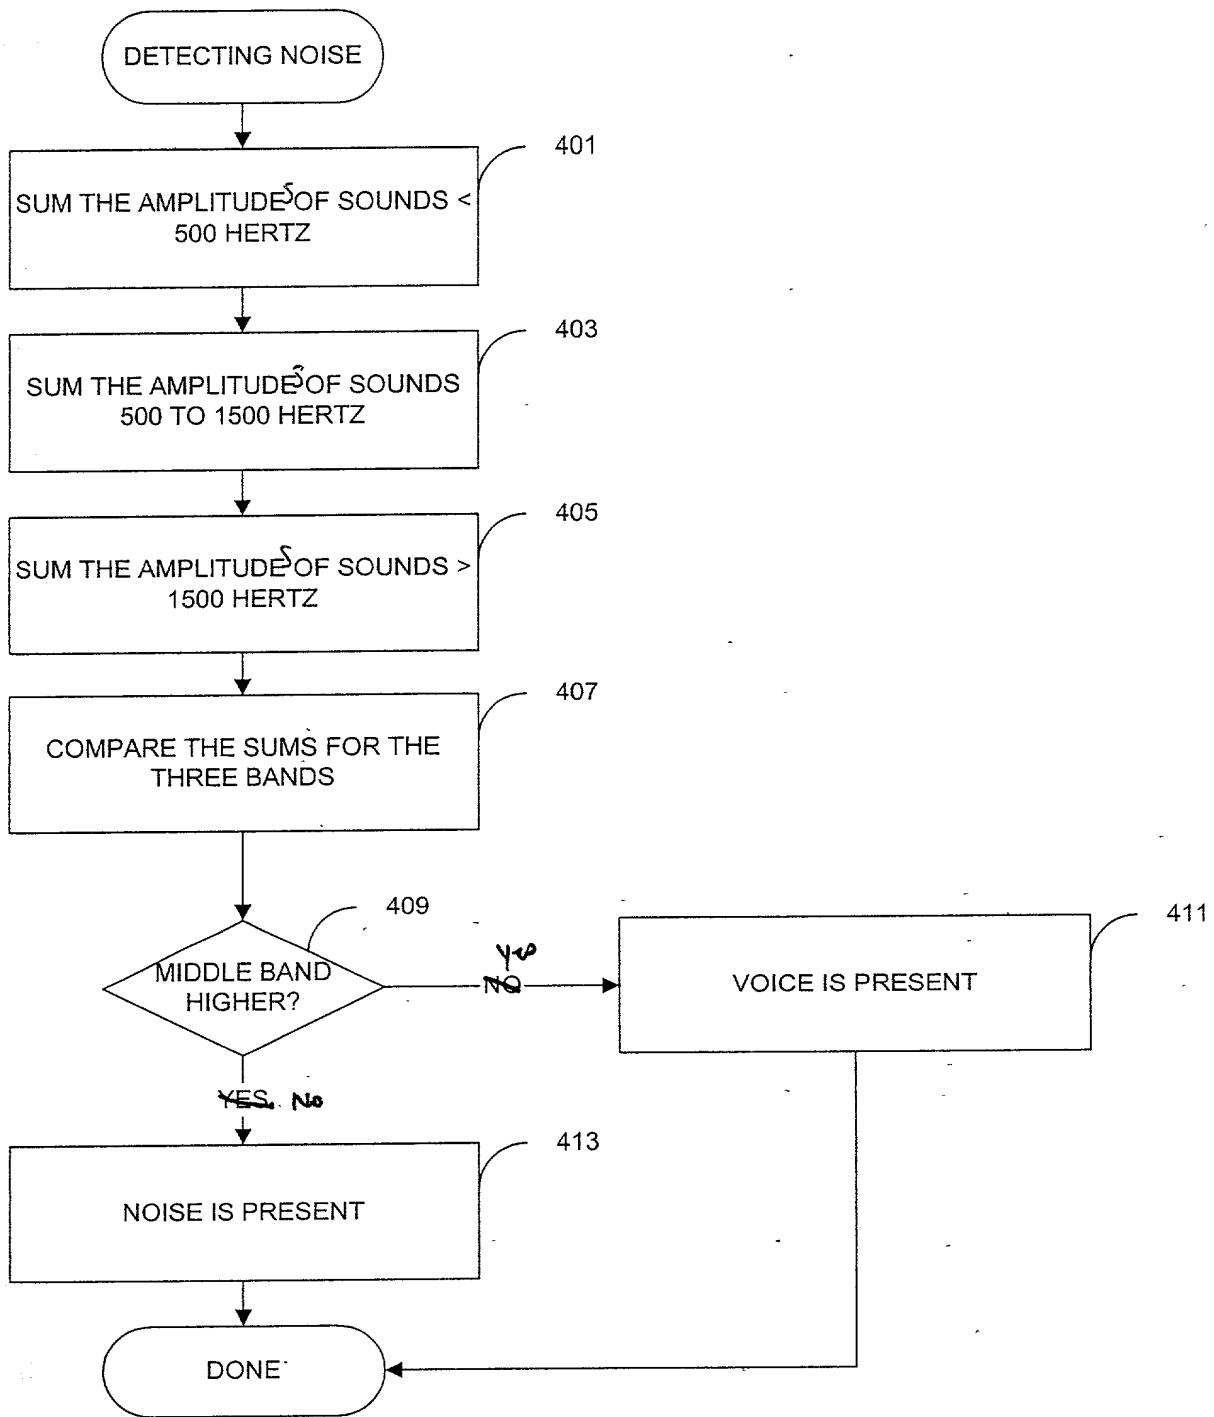 DETECTING NOISE
401
SUM THE AMPLITUDES OF SOUNDS <
500 HERTZ
403
SUM THE AMPLITUDES OF SOUNDS
500 TO 1500 HERTZ
405
SUM THE AMPLITUDES OF SOUNDS >
1500 HERTZ
407
COMPARE THE SUMS FOR THE
THREE BANDS
409
MIDDLE BAND
HIGHER?
Yes
NO
411
VOICE IS PRESENT
YES No
413
NOISE IS PRESENT
DONE